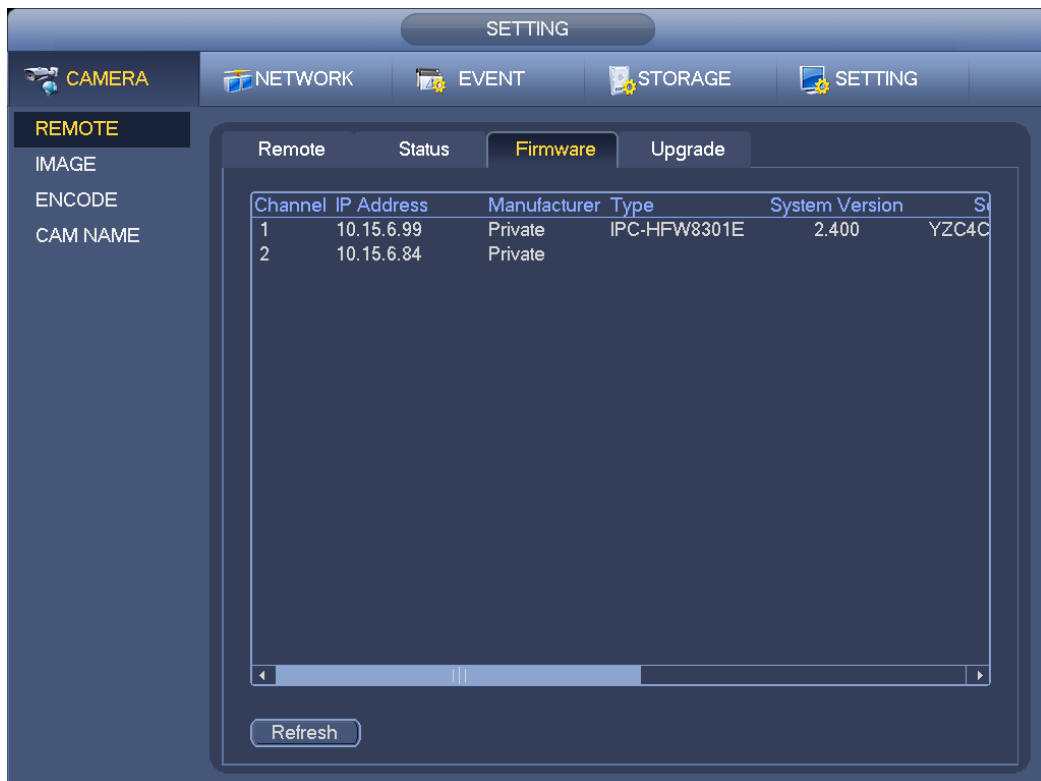 SETTING
CAMERA NETWORK EVENT STORAGE SETTING
REMOTE
IMAGE
ENCODE
CAM NAME
Remote Status Firmware Upgrade
Channel IP Address Manufacturer Type System Version
1 10.15.6.99 Private IPC-HFW8301E 2.400 YZC4C
2 10.15.6.84 Private
Refresh